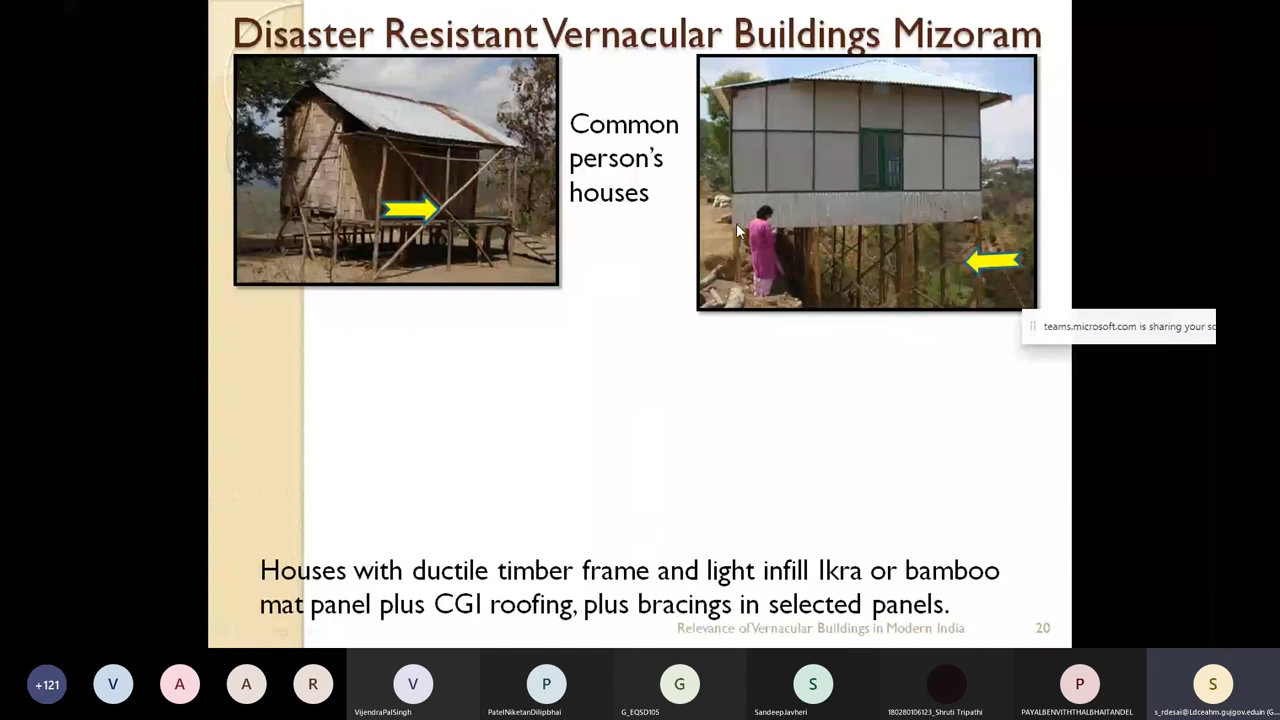 Disaster Resistant Vernacular Buildings Mizoram
Common
person's
houses
teams.microsoft.com is sharing your sc
Houses with ductile timber frame and light infill Ikra or bamboo
mat panel plus CGI roofing, plus bracings in selected panels.
Relevance of Vernacular Buildings in Modern India 20
+121 V A A R V P G S P S
VijendraPalSingh PatelNiketanDilipbhai G_EQSD105 SandeepJavheri 180280106123_Shruti Tripathi PAYALBENVITHTHALBHAITANDEL s_rdesai@Ldceahm.gujgov.eduin (G...